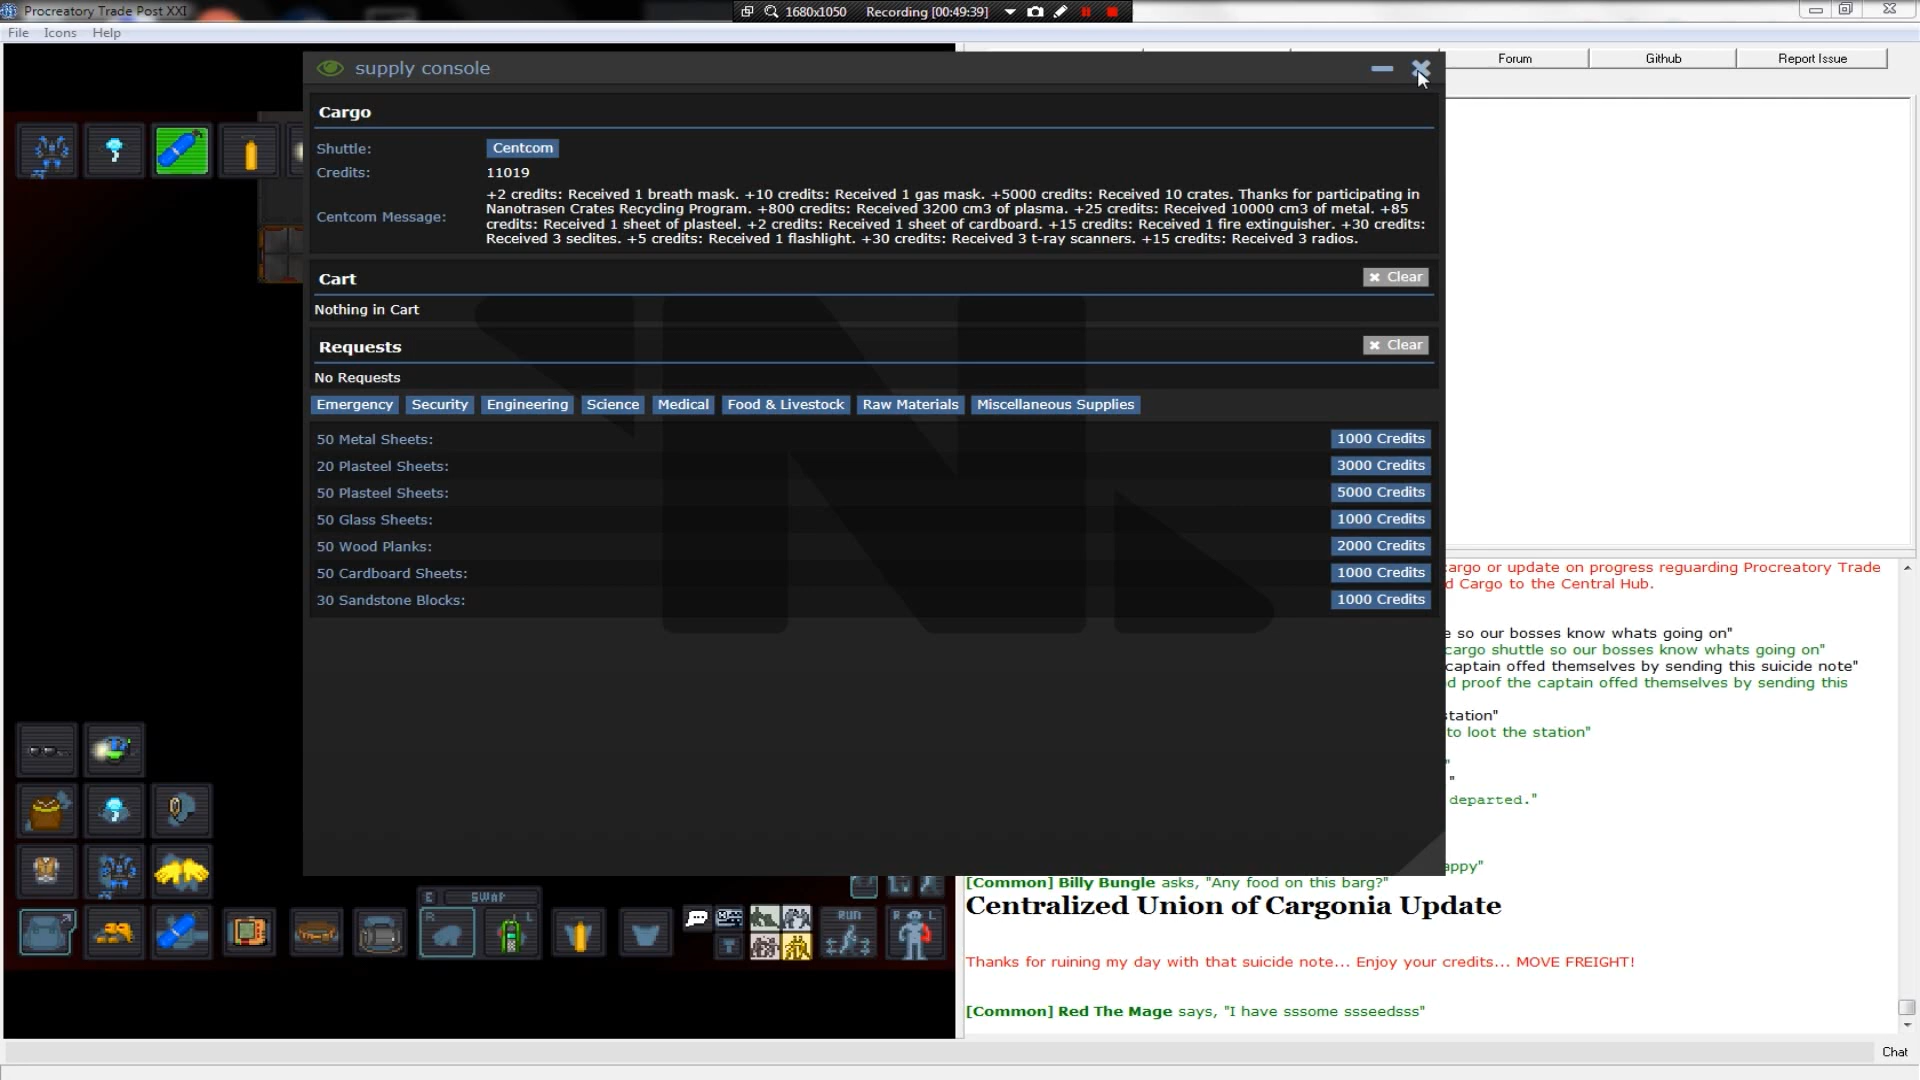 Procreatory Trade Post XXI
1680x1050 Recording [00:49:39]
File Icons Help
Forum Github Report Issue
supply console
Cargo
Shuttle: Centcom
Credits: 11019
Centcom Message:
+2 credits: Received 1 breath mask. +10 credits: Received 1 gas mask. +5000 credits: Received 10 crates. Thanks for participating in
Nanotrasen Crates Recycling Program. +800 credits: Received 3200 cm3 of plasma. +25 credits: Received 10000 cm3 of metal. +85
credits: Received 1 sheet of plasteel. +2 credits: Received 1 sheet of cardboard. +15 credits: Received 1 fire extinguisher. +30 credits:
Received 3 seclites. +5 credits: Received 1 flashlight. +30 credits: Received 3 t-ray scanners. +15 credits: Received 3 radios.
Cart
Clear
Nothing in Cart
Requests
Clear
No Requests
Emergency Security Engineering Science Medical Food & Livestock Raw Materials Miscellaneous Supplies
50 Metal Sheets: 1000 Credits
20 Plasteel Sheets: 3000 Credits
50 Plasteel Sheets: 5000 Credits
50 Glass Sheets: 1000 Credits
50 Wood Planks: 2000 Credits
50 Cardboard Sheets: 1000 Credits
30 Sandstone Blocks: 1000 Credits
argo or update on progress reguarding Procreatory Trade
d Cargo to the Central Hub.
e so our bosses know whats going on"
cargo shuttle so our bosses know whats going on"
captain offed themselves by sending this suicide note"
d proof the captain offed themselves by sending this
station"
to loot the station"
"
"
departed."
appy"
[Common] Billy Bungle asks, "Any food on this barg?"
Centralized Union of Cargonia Update
Thanks for ruining my day with that suicide note... Enjoy your credits... MOVE FREIGHT!
[Common] Red The Mage says, "I have sssome ssseedsss"
E SWAP
R L
RUN
R L
T
Chat